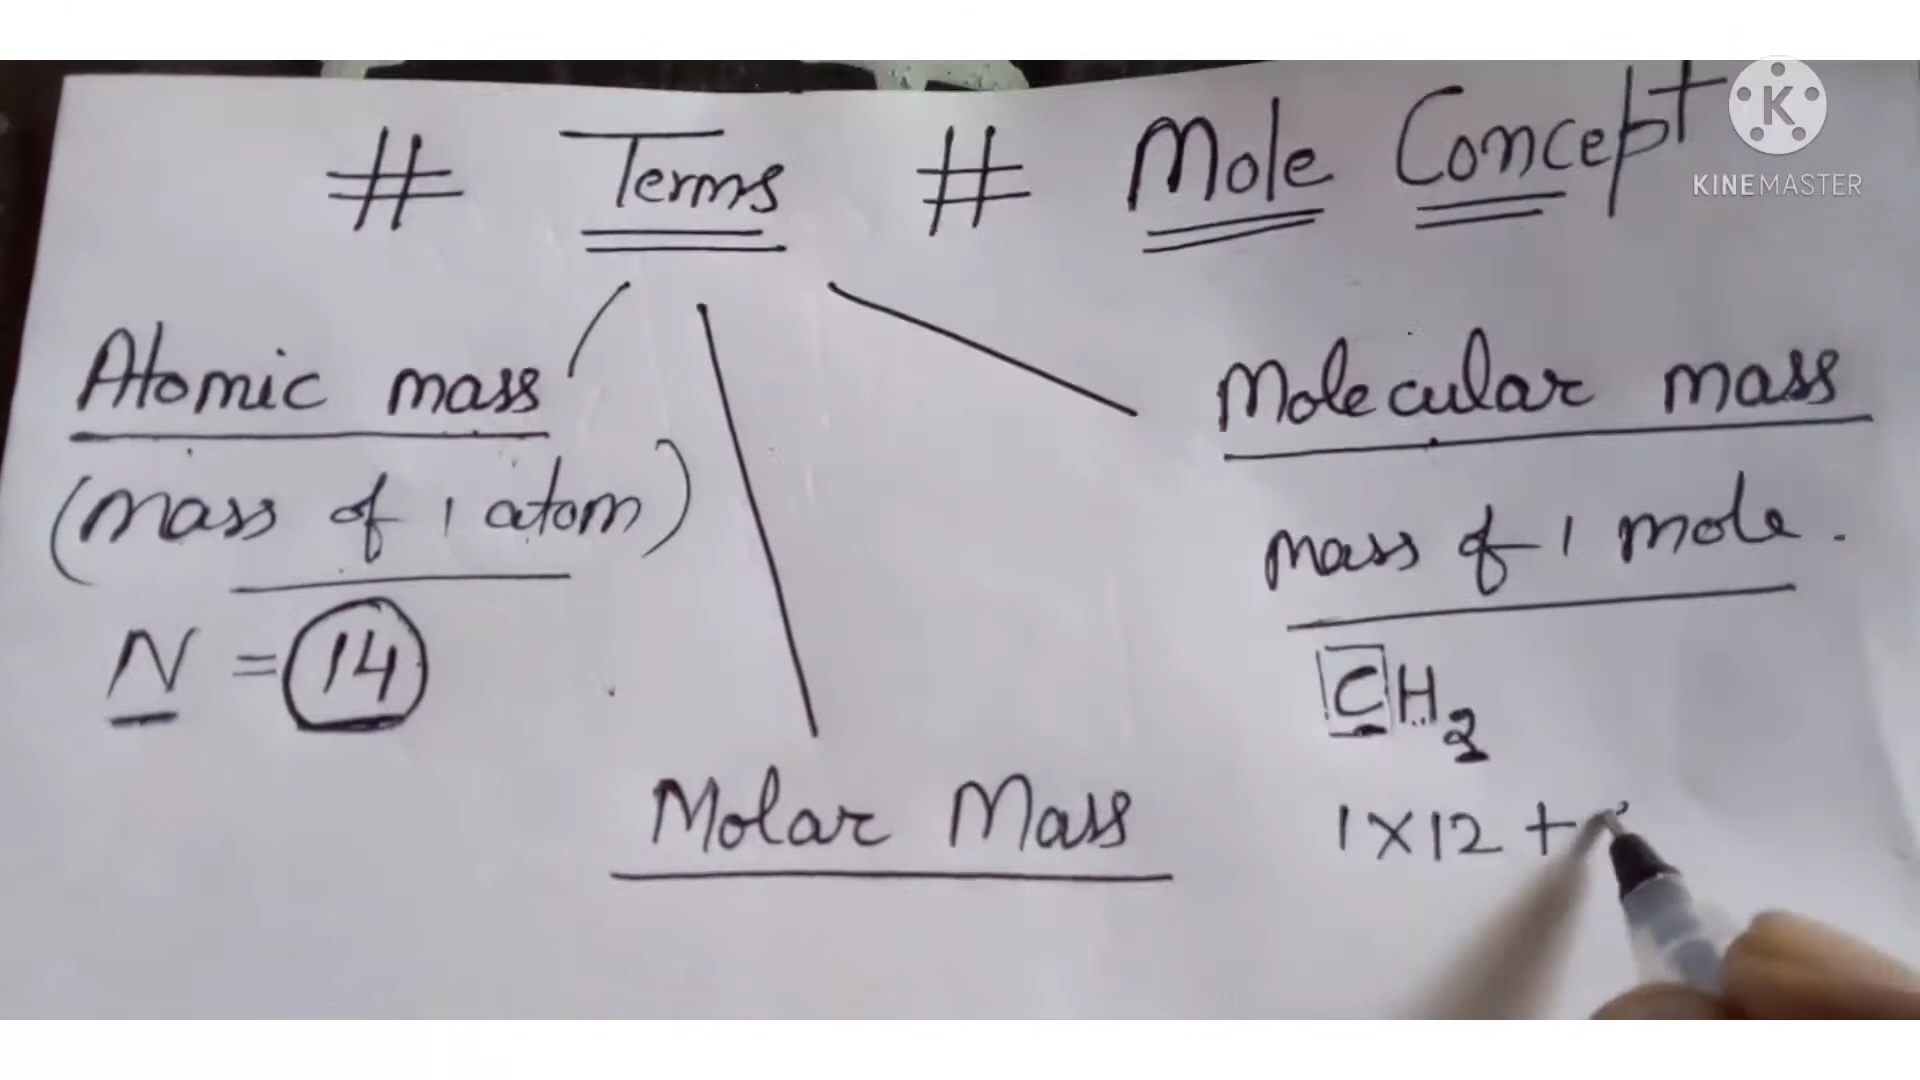 # Terms # Mole Concept
KINEMASTER
Atomic mass
(mass of 1 atom)
N = 14
Molar Mass
Molecular mass
mass of 1 mole.
CH2
1 X 12 +